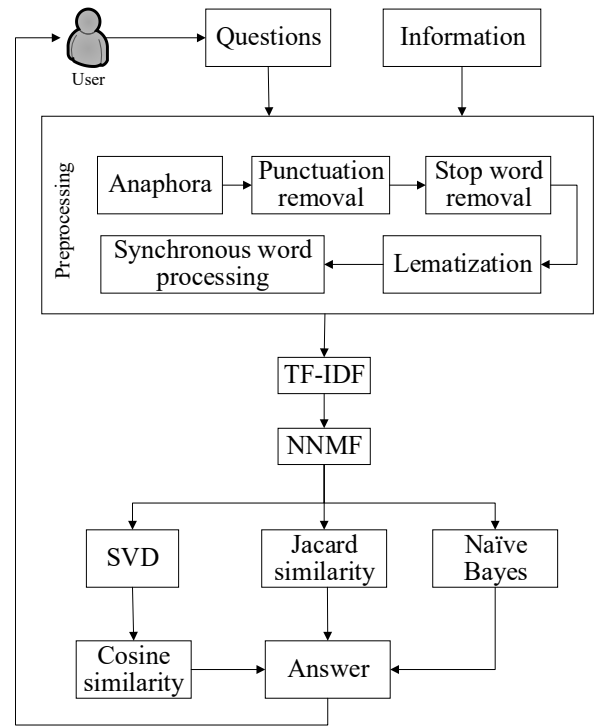 Questions
Information
User
Preprocessing
Anaphora
Punctuation
removal
Stop word
removal
Synchronous word
processing
Lematization
TF-IDF
NNMF
SVD
Jacard
similarity
Naïve
Bayes
Cosine
similarity
Answer